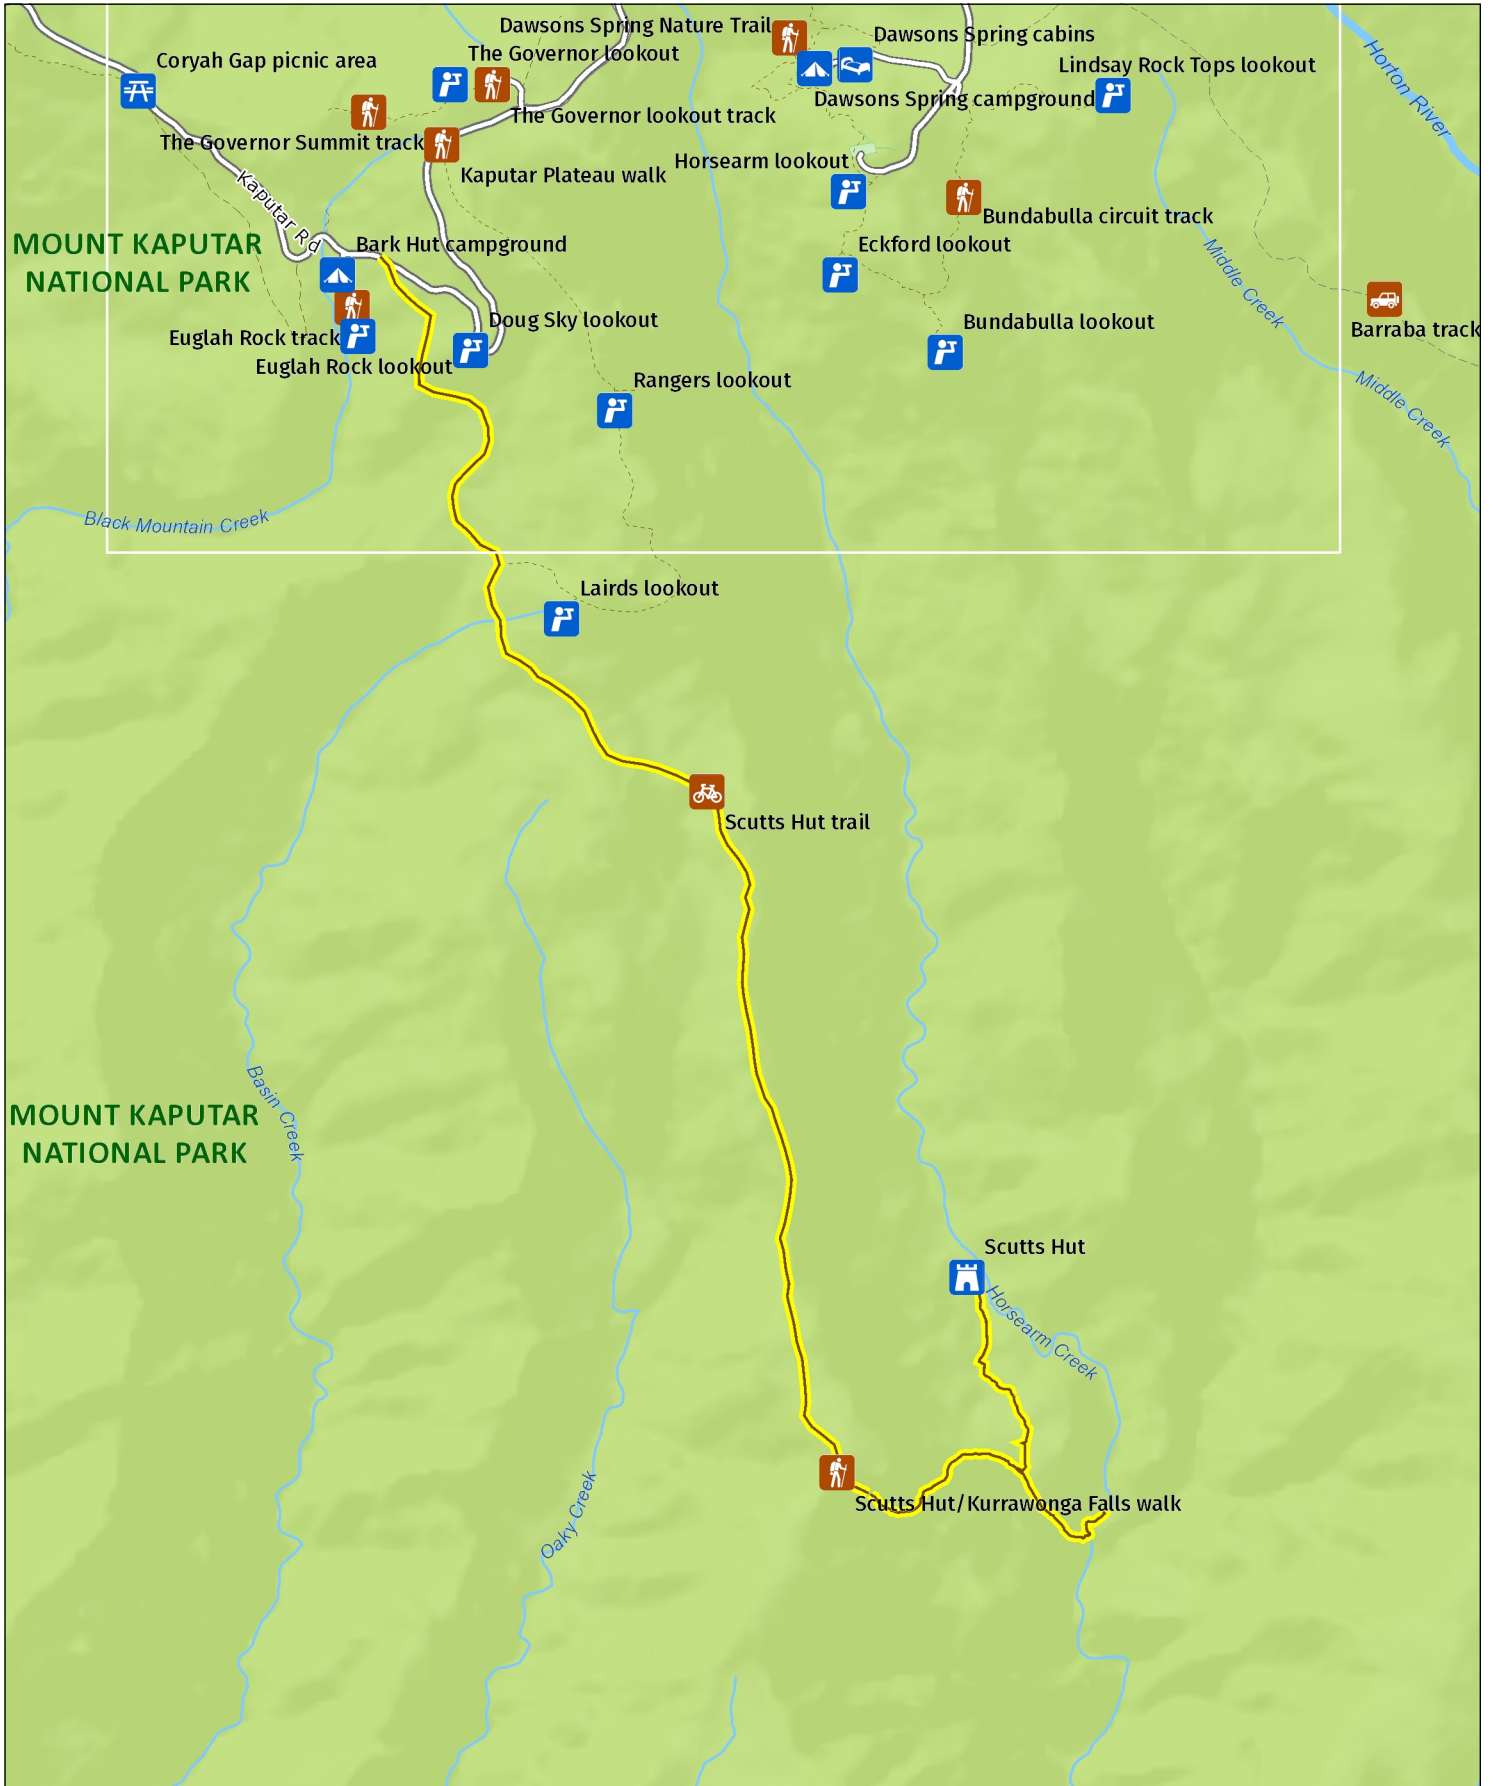 Dawsons Spring Nature Trail
Dawsons Spring cabins
The Governor lookout
Coryah Gap picnic area
Lindsay Rock Tops lookout
Horton River
Dawsons Spring campground
The Governor lookout track
The Governor Summit track
Horsearm lookout
Kaputar Plateau walk
Kaputar Rd
Bundabulla circuit track
MOUNT KAPUTAR
NATIONAL PARK
Bark Hut campground
Eckford lookout
Middle Creek
Doug Sky lookout
Bundabulla lookout
Barraba track
Euglah Rock track
Euglah Rock lookout
Rangers lookout
Middle Creek
Black Mountain Creek
Lairds lookout
Scutts Hut trail
Basin Creek
MOUNT KAPUTAR
NATIONAL PARK
Scutts Hut
Horsearm Creek
Oaky Creek
Scutts Hut/Kurrawonga Falls walk